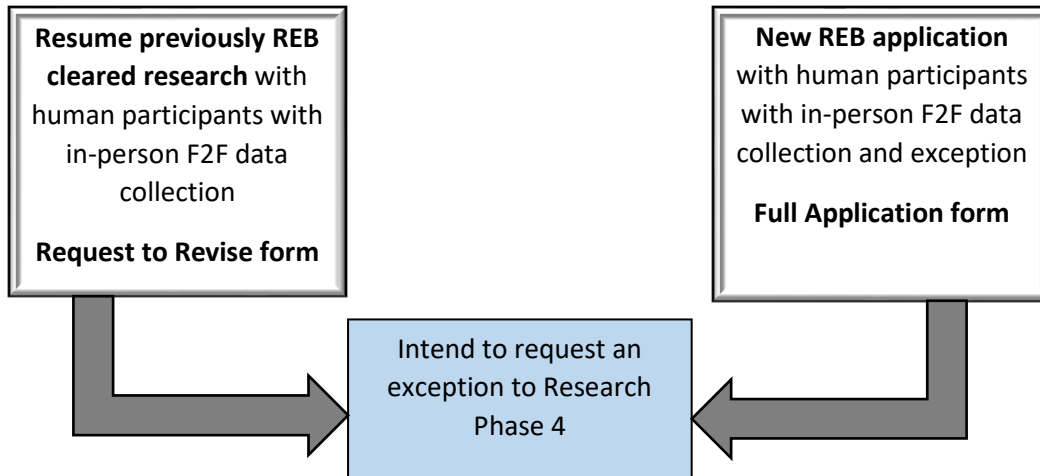 Resume previously REB
cleared research with
human participants with
in-person F2F data
collection
Request to Revise form
New REB application
with human participants
with in-person F2F data
collection and exception
Full Application form
Intend to request an
exception to Research
Phase 4